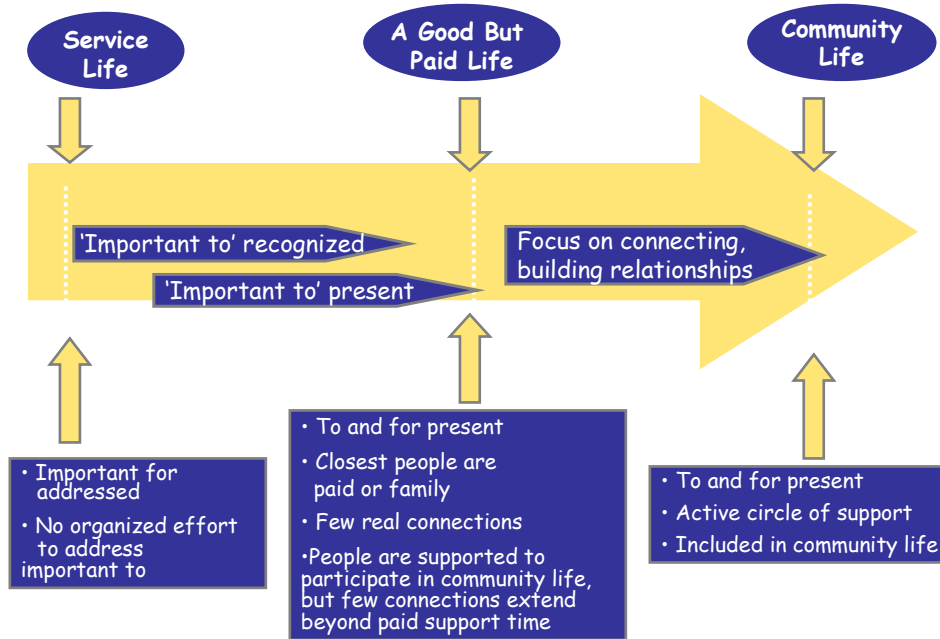 Service
Life
A Good But
Paid Life
Community
Life
‘Important to’ recognized
‘Important to’ present
Focus on connecting,
building relationships
• Important for
addressed
• No organized effort
to address
important to
• To and for present
• Closest people are
paid or family
• Few real connections
•People are supported to
participate in community life,
but few connections extend
beyond paid support time
• To and for present
• Active circle of support
• Included in community life